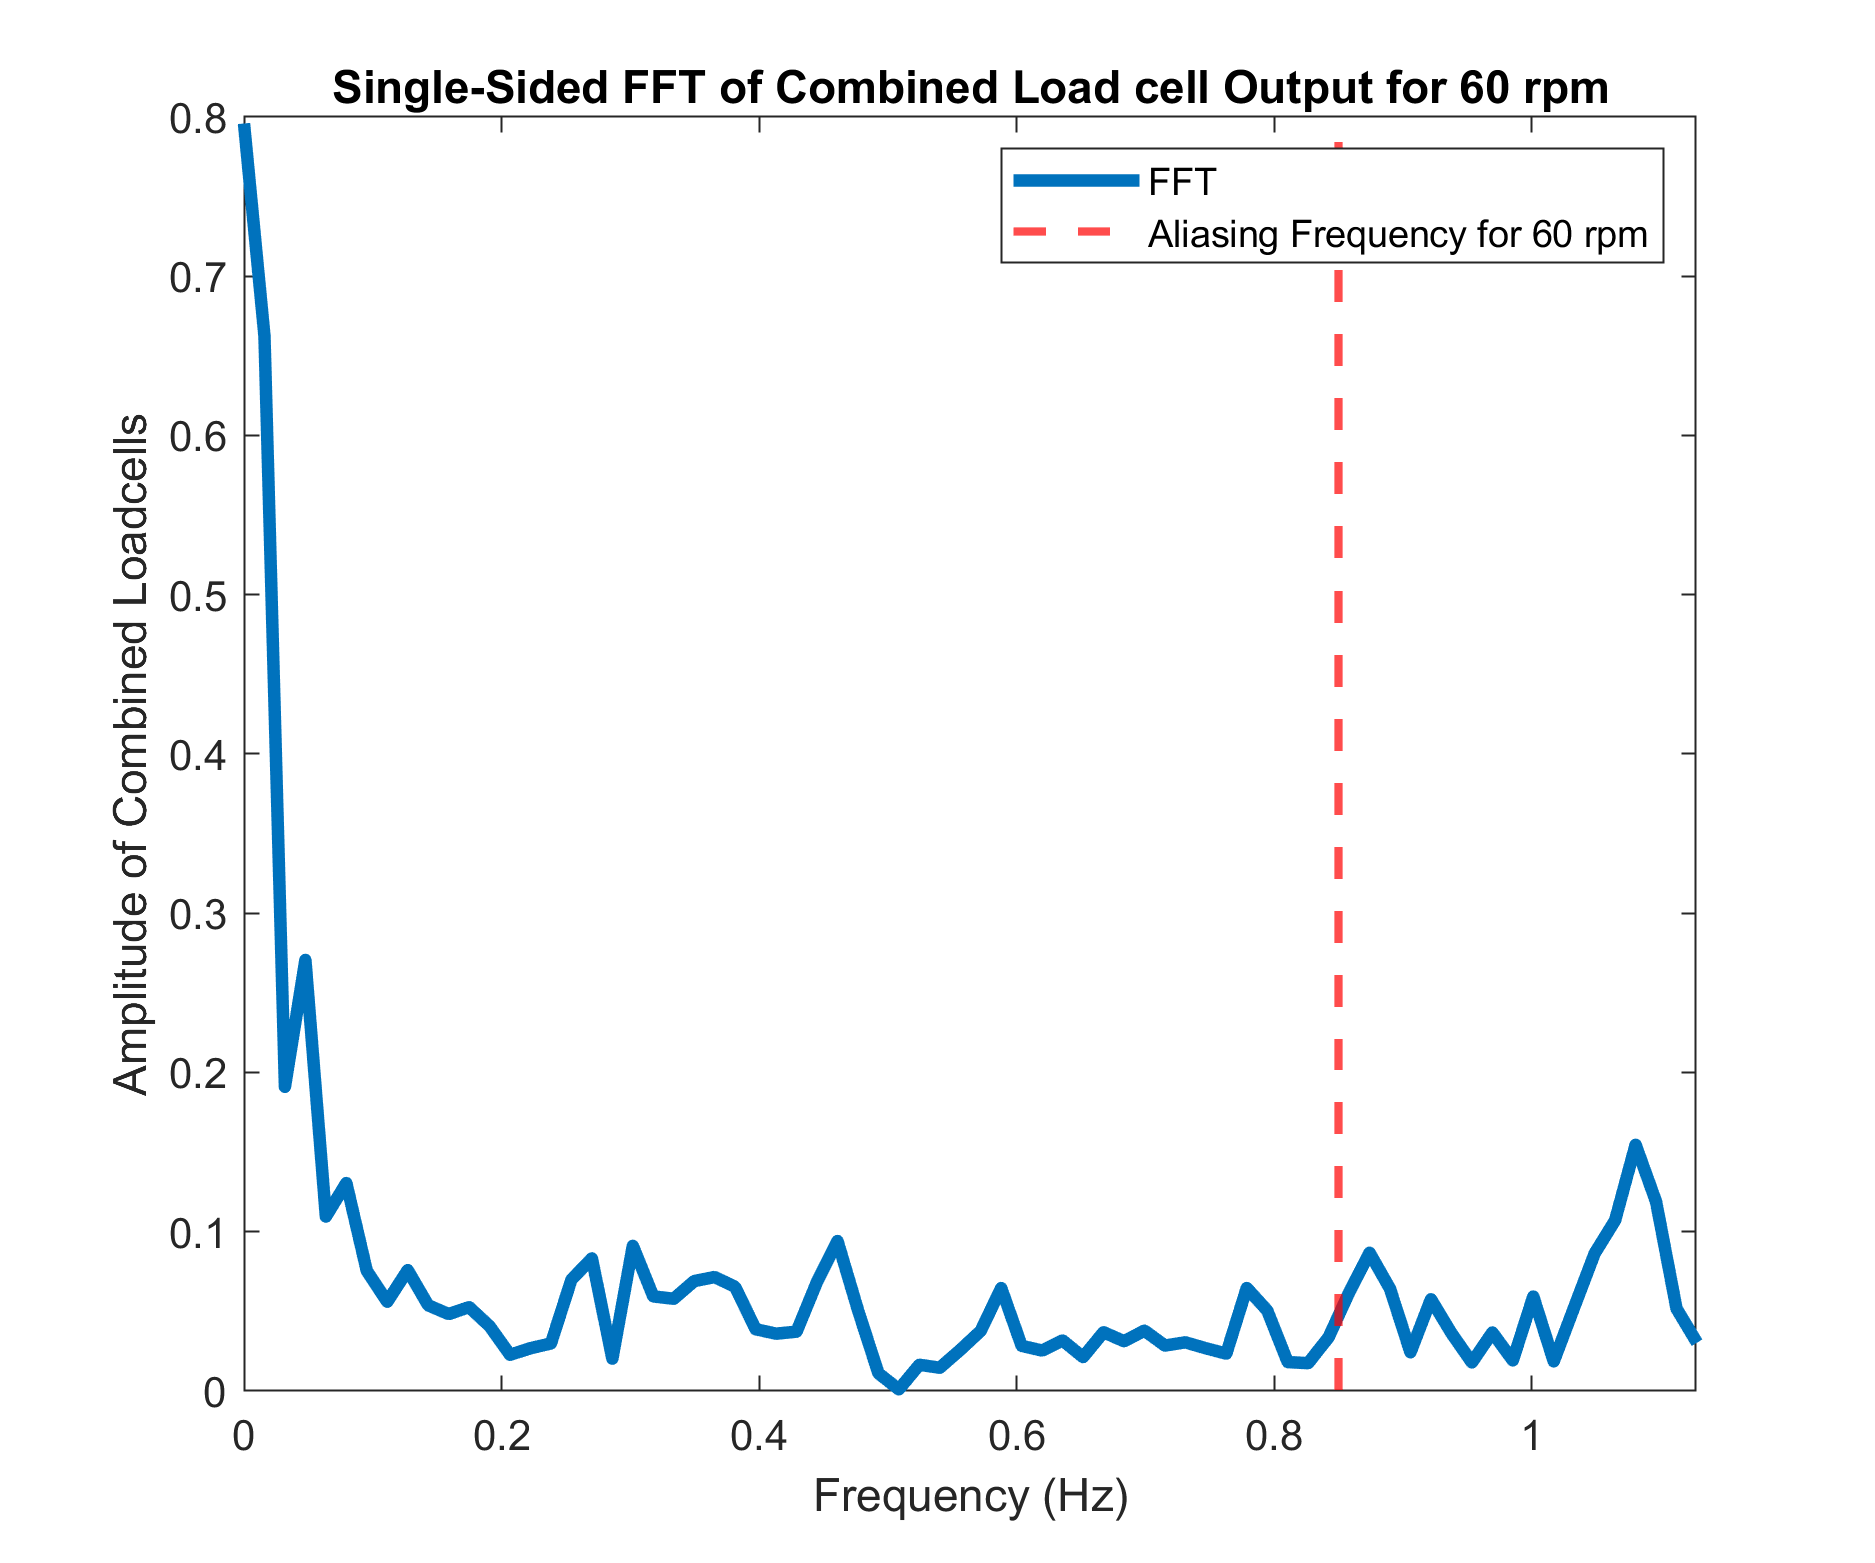 Single-Sided FFT of Combined Load cell Output for 60 rpm
FFT
Aliasing Frequency for 60 rpm
Amplitude of Combined Loadcells
0.8
0.7
0.6
0.5
0.4
0.3
0.2
0.1
0
0 0.2 0.4 0.6 0.8 1
Frequency (Hz)